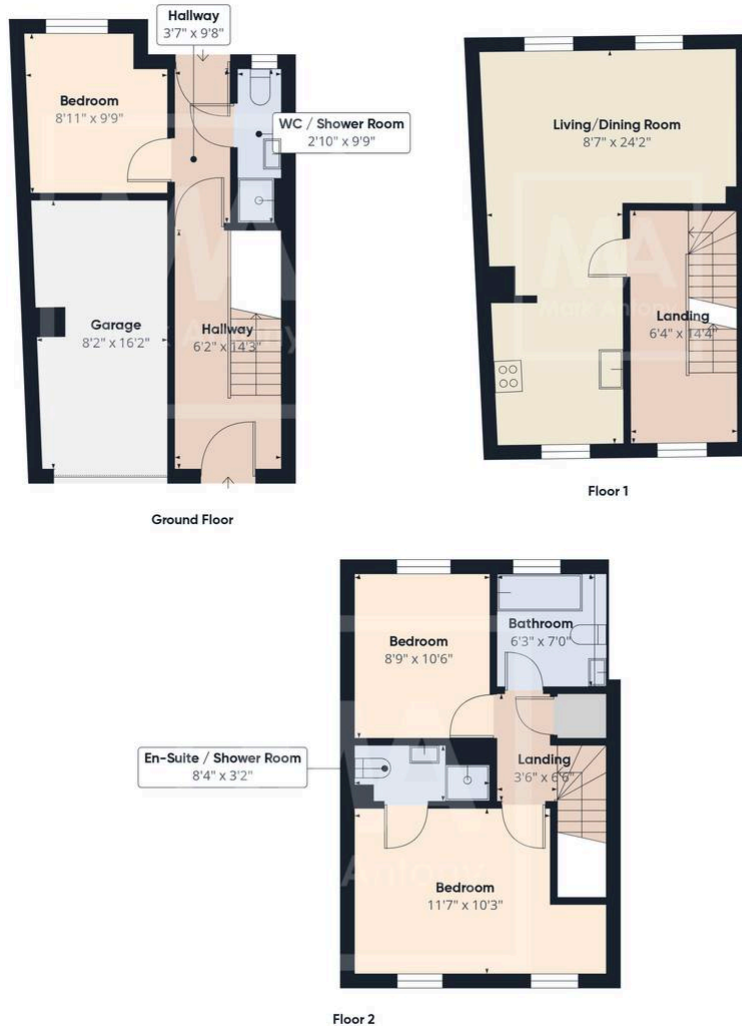 Hallway
3'7" x 9'8"
Bedroom
8'11" x 9'9"
WC / Shower Room
2'10" x 9'9"
Garage
8'2" x 16'2"
Hallway
6'2" x 14'3"
Ground Floor
Living/Dining Room
8'7" x 24'2"
MA
Mark Antony
Landing
6'4" x 14'4"
Floor 1
Bedroom
8'9" x 10'6"
Bathroom
6'3" x 7'0"
En-Suite / Shower Room
8'4" x 3'2"
Landing
3'6" x 6'6"
Bedroom
11'7" x 10'3"
Floor 2